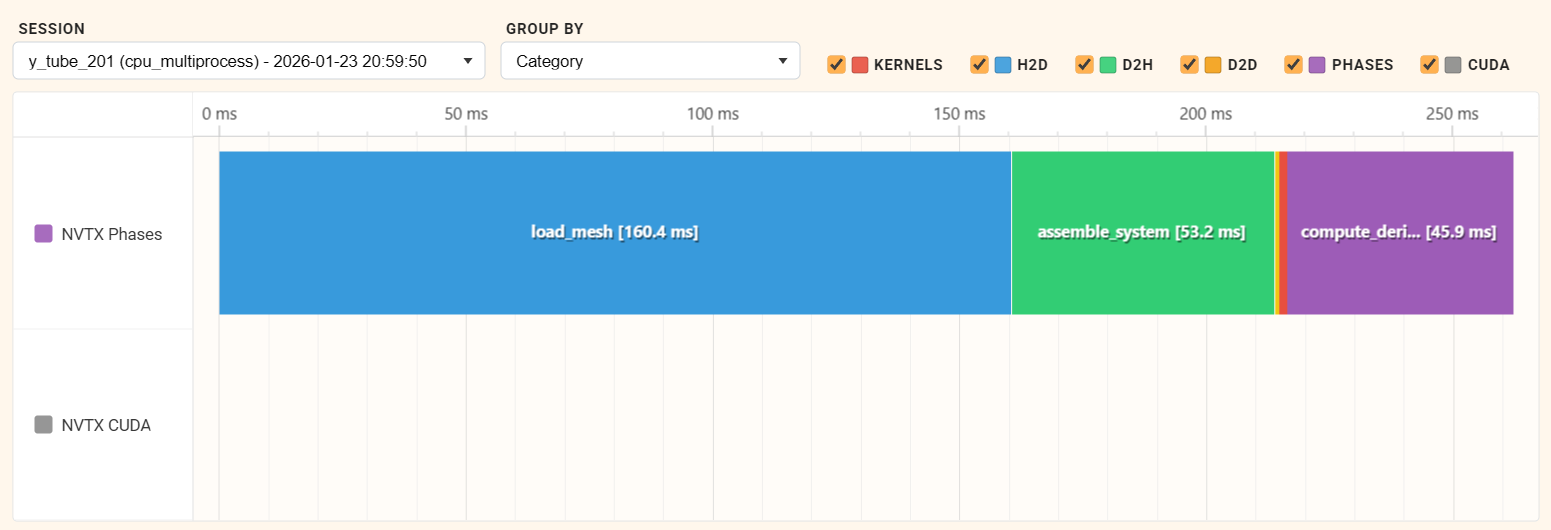 SESSION
GROUP BY
y_tube_201 (cpu_multiprocess) - 2026-01-23 20:59:50
Category
KERNELS
H2D
D2H
D2D
PHASES
CUDA
0 ms
50 ms
100 ms
150 ms
200 ms
250 ms
NVTX Phases
load_mesh [160.4 ms]
assemble_system [53.2 ms]
compute_deri... [45.9 ms]
NVTX CUDA